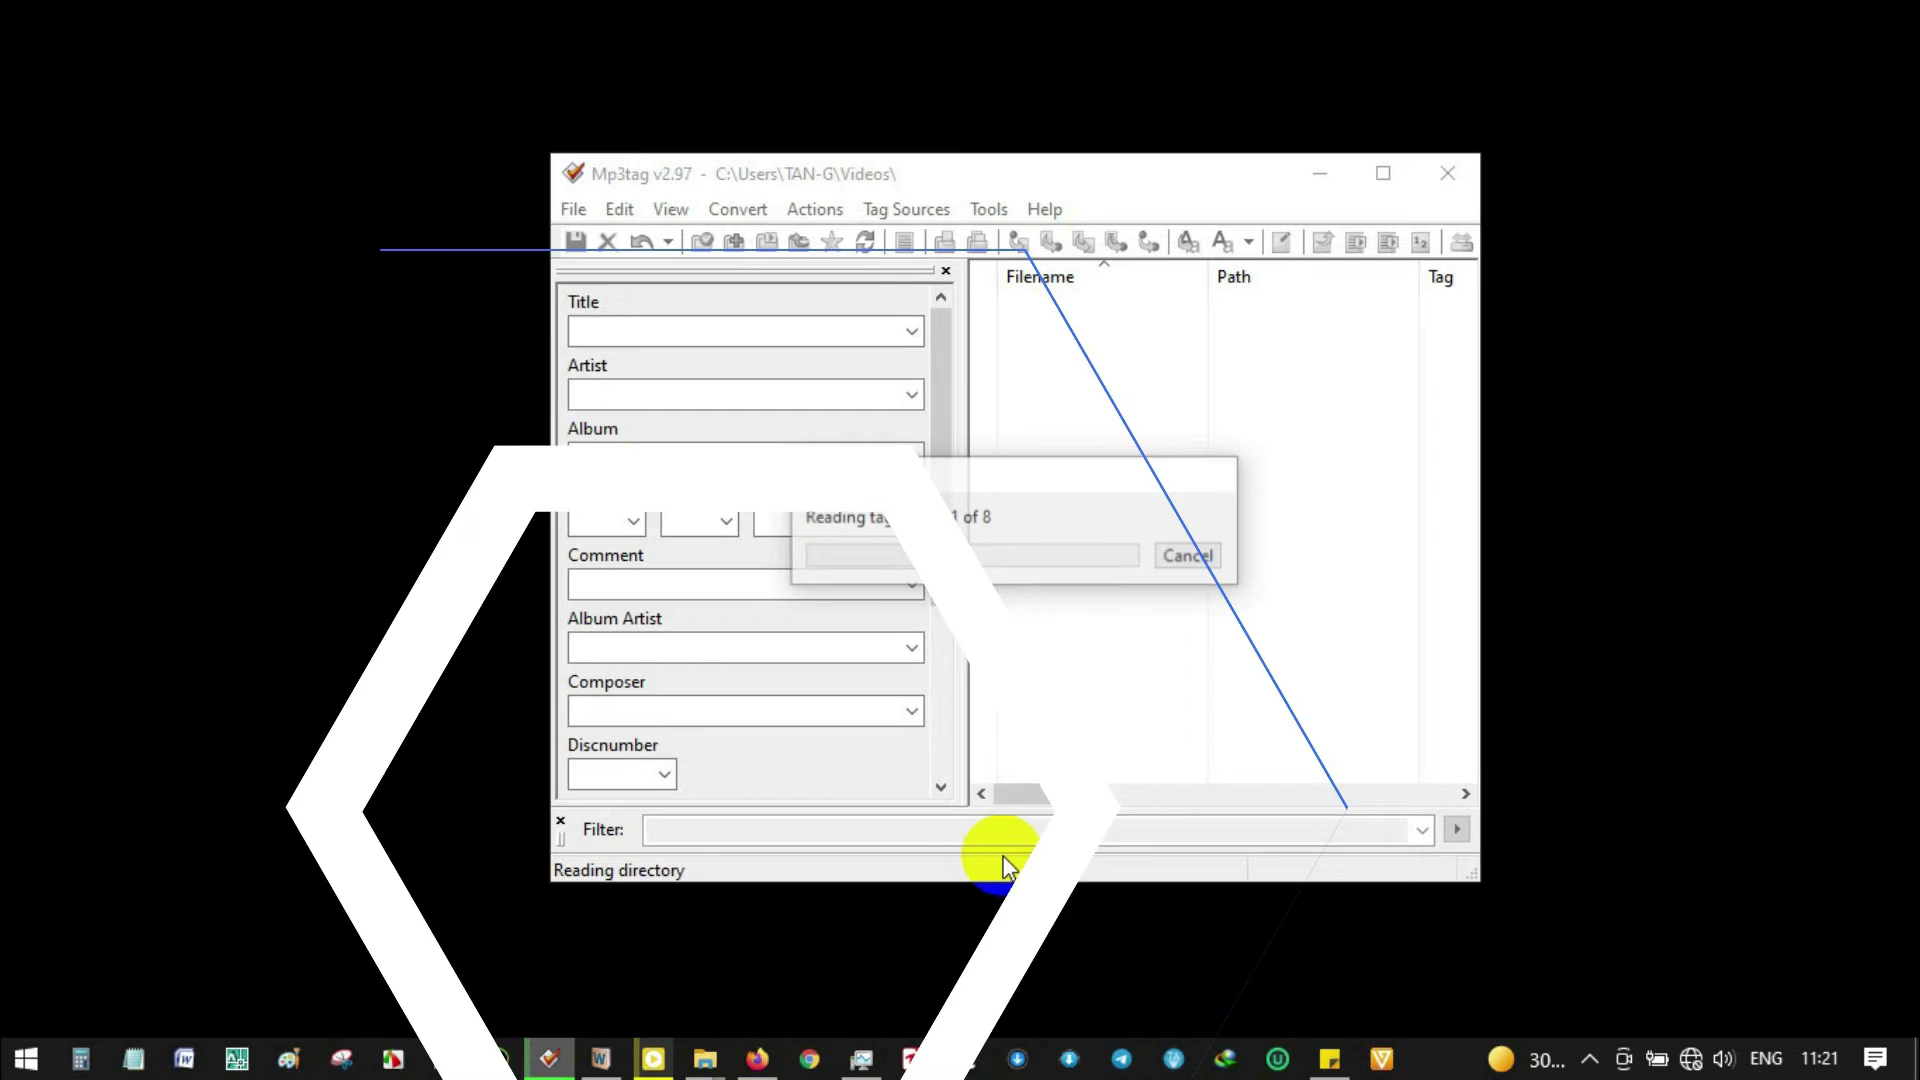 Mp3tag v2.97 - C:\Users\TAN-G\Videos\
File Edit View Convert Actions Tag Sources Tools Help
Filename Path Tag
Title
Artist
Album
Reading 1 of 8
Cancel
Comment
Album Artist
Composer
Discnumber
Filter:
Reading directory
30... ENG 11:21